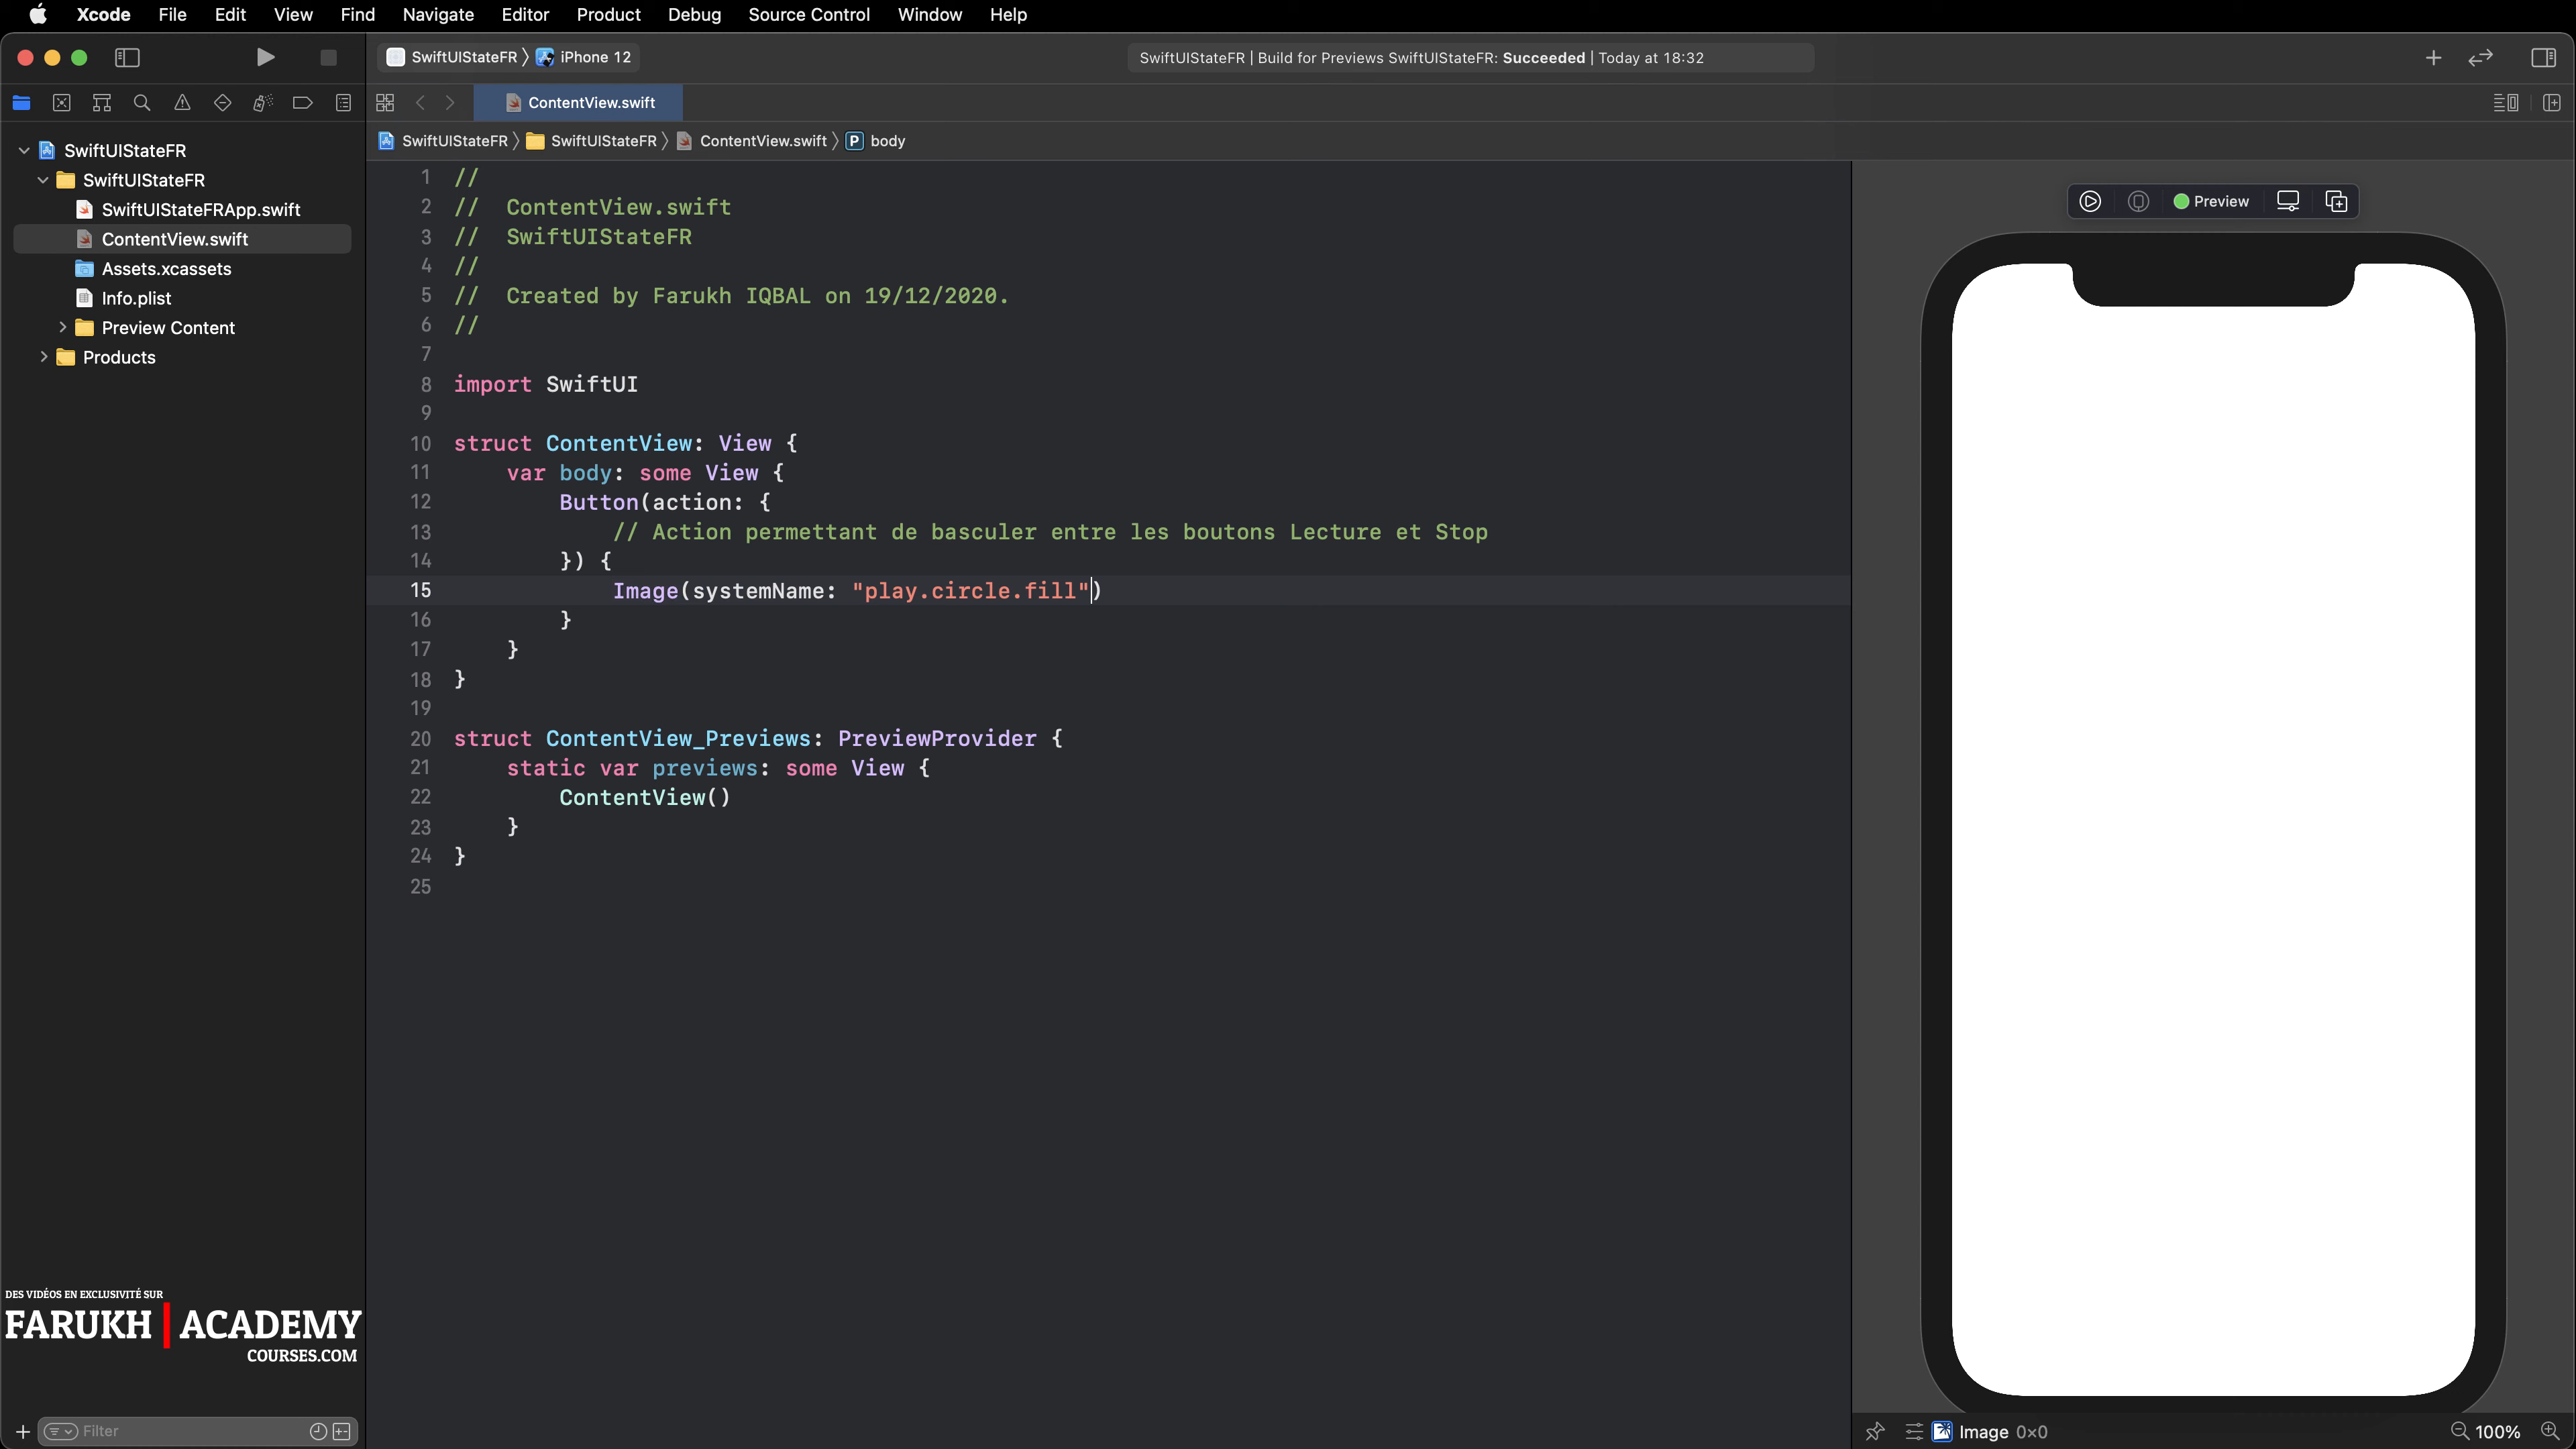 Xcode File Edit View Find Navigate Editor Product Debug Source Control Window Help
SwiftUIStateFR iPhone 12
SwiftUIStateFR | Build for Previews SwiftUIStateFR: Succeeded | Today at 18:32
ContentView.swift
SwiftUIStateFR SwiftUIStateFR ContentView.swift P body
SwiftUIStateFR
SwiftUIStateFR
SwiftUIStateFRApp.swift
ContentView.swift
Assets.xcassets
Info.plist
Preview Content
Products
1 //
2 //  ContentView.swift
3 //  SwiftUIStateFR
4 //
5 //  Created by Farukh IQBAL on 19/12/2020.
6 //
7
8 import SwiftUI
9
10 struct ContentView: View {
11     var body: some View {
12         Button(action: {
13             // Action permettant de basculer entre les boutons Lecture et Stop
14         }) {
15             Image(systemName: "play.circle.fill")
16         }
17     }
18 }
19
20 struct ContentView_Previews: PreviewProvider {
21     static var previews: some View {
22         ContentView()
23     }
24 }
25
Preview
DES VIDÉOS EN EXCLUSIVITÉ SUR
FARUKH | ACADEMY
COURSES.COM
Filter
Image 0×0
100%